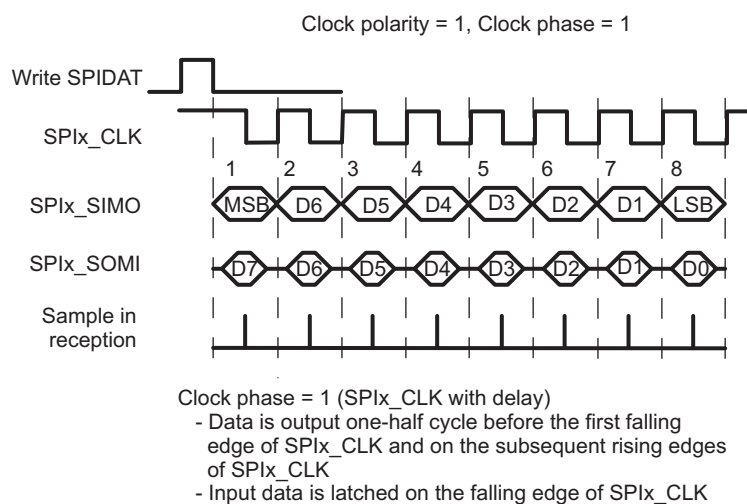 Clock polarity = 1, Clock phase = 1
Write SPIDAT
SPIx_CLK
1 2 3 4 5 6 7 8
SPIx_SIMO MSB D6 D5 D4 D3 D2 D1 LSB
SPIx_SOMI D7 D6 D5 D4 D3 D2 D1 D0
Sample in
reception
Clock phase = 1 (SPIx_CLK with delay)
- Data is output one-half cycle before the first falling
edge of SPIx_CLK and on the subsequent rising edges
of SPIx_CLK
- Input data is latched on the falling edge of SPIx_CLK